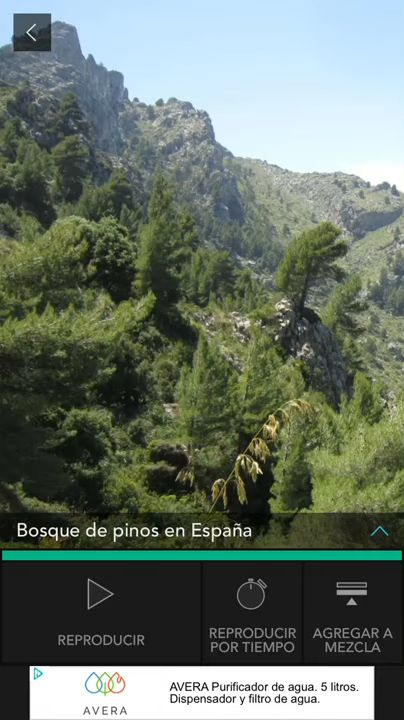 Bosque de pinos en España
REPRODUCIR
REPRODUCIR
POR TIEMPO
AGREGAR A
MEZCLA
AVERA
AVERA Purificador de agua. 5 litros.
Dispensador y filtro de agua.